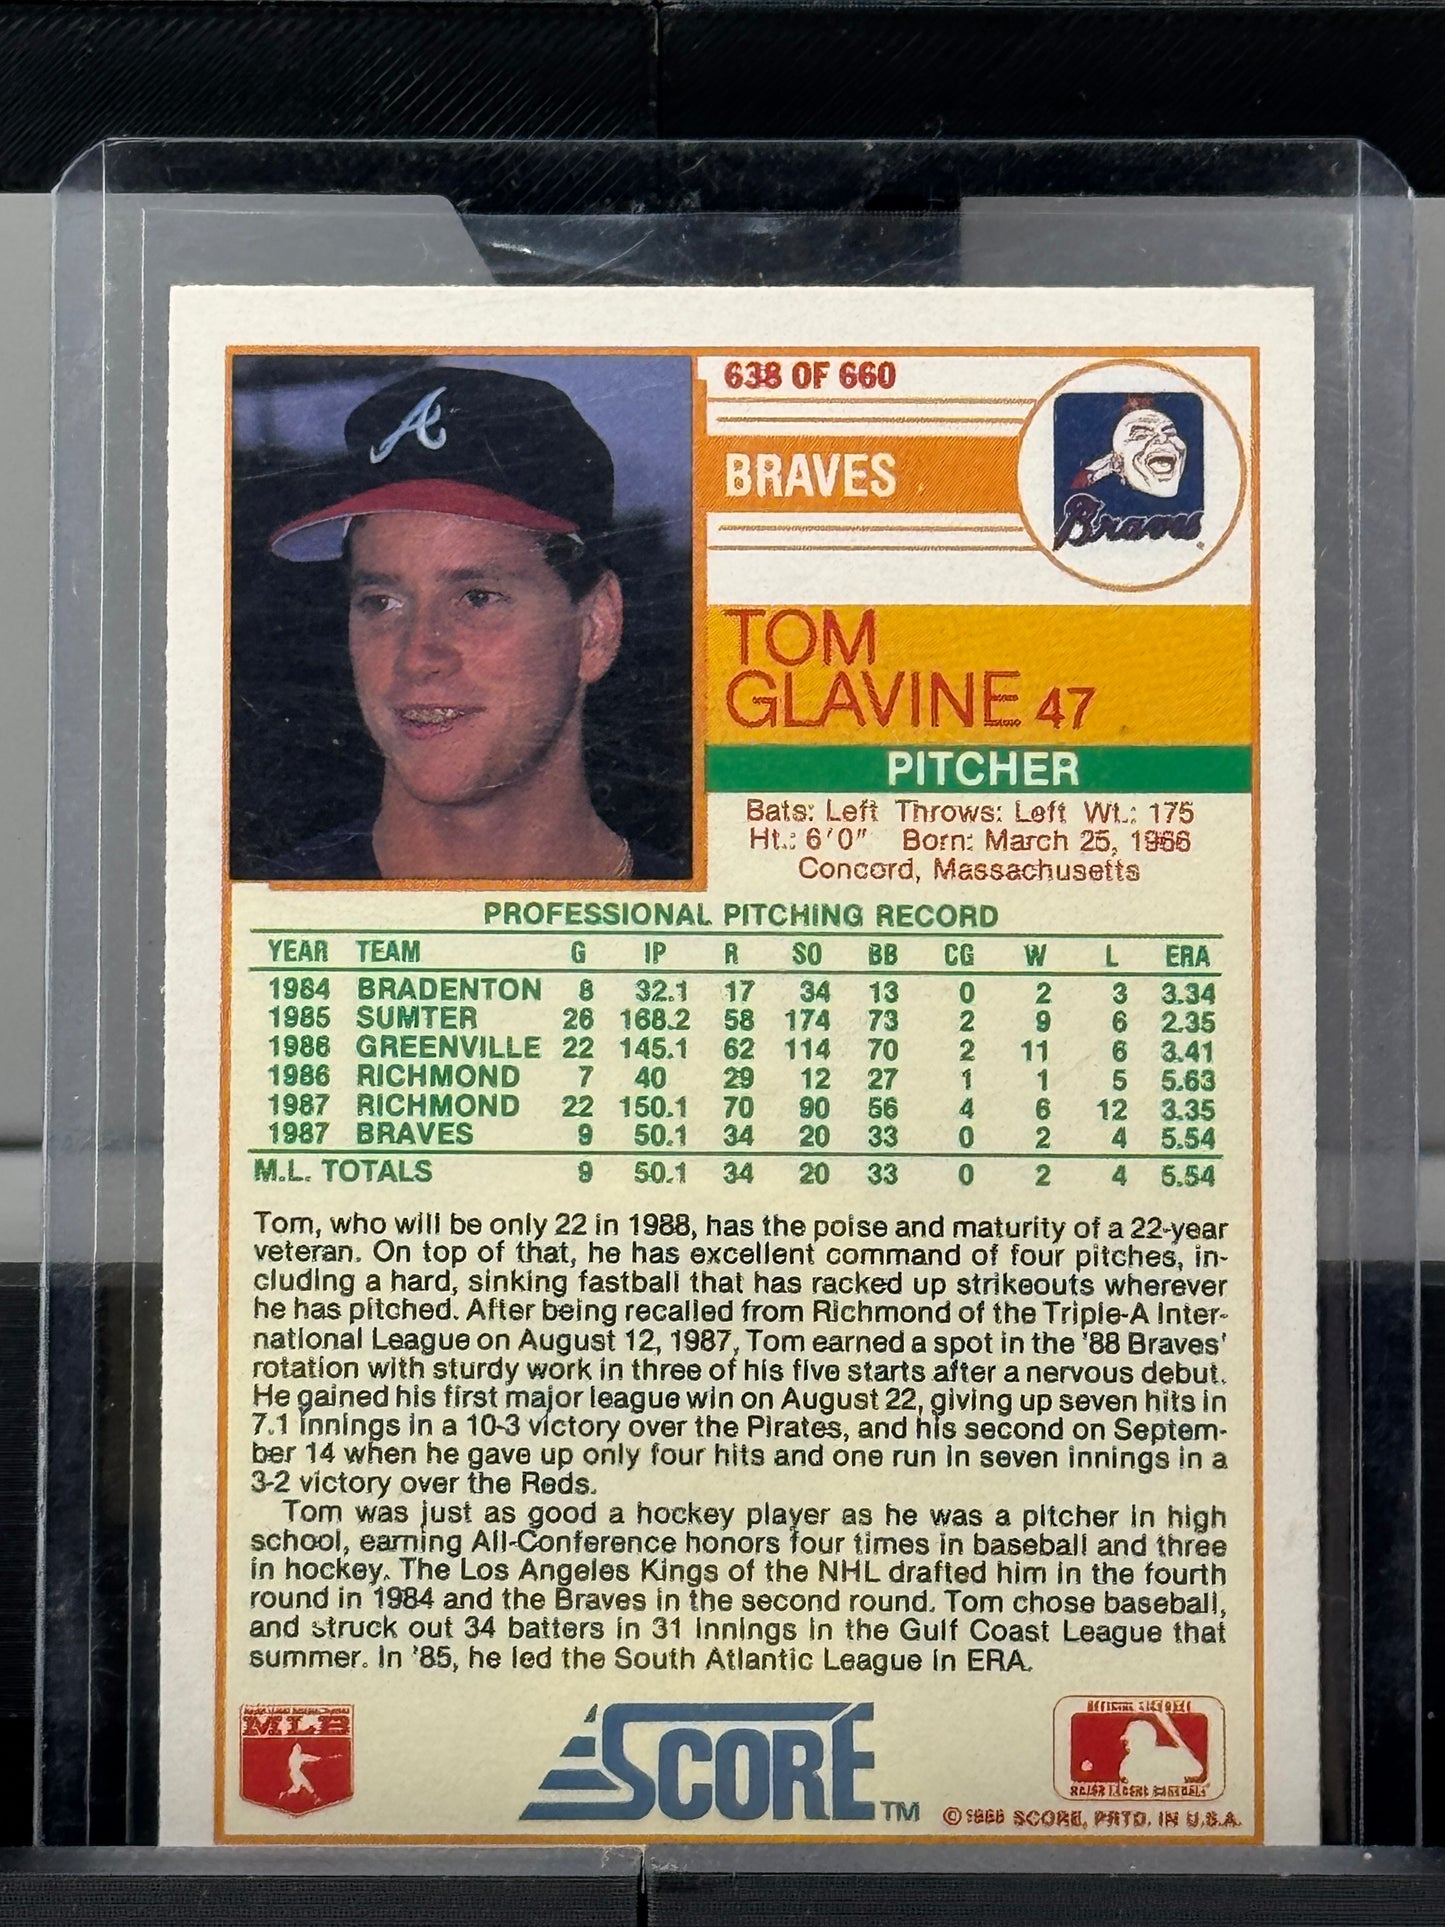 A
638 OF 660
BRAVES
Braves
TOM
GLAVINE 47
PITCHER
Bats: Left Throws: Left Wt.: 175
Ht.: 6'0" Born: March 25, 1966
Concord, Massachusetts
PROFESSIONAL PITCHING RECORD
YEAR TEAM G IP R SO BB CG W L ERA
1984 BRADENTON 8 32.1 17 34 13 0 2 3 3.34
1985 SUMTER 26 168.2 58 174 73 2 9 6 2.35
1986 GREENVILLE 22 145.1 62 114 70 2 11 6 3.41
1986 RICHMOND 7 40 29 12 27 1 1 5 5.63
1987 RICHMOND 22 150.1 70 90 56 4 6 12 3.35
1987 BRAVES 9 50.1 34 20 33 0 2 4 5.54
M.L. TOTALS 9 50.1 34 20 33 0 2 4 5.54
Tom, who will be only 22 in 1988, has the poise and maturity of a 22-year
veteran. On top of that, he has excellent command of four pitches, in-
cluding a hard, sinking fastball that has racked up strikeouts wherever
he has pitched. After being recalled from Richmond of the Triple-A Inter-
national League on August 12, 1987, Tom earned a spot in the '88 Braves'
rotation with sturdy work in three of his five starts after a nervous debut.
He gained his first major league win on August 22, giving up seven hits in
7.1 innings in a 10-3 victory over the Pirates, and his second on Septem-
ber 14 when he gave up only four hits and one run in seven innings in a
3-2 victory over the Reds.
Tom was just as good a hockey player as he was a pitcher in high
school, earning All-Conference honors four times in baseball and three
in hockey. The Los Angeles Kings of the NHL drafted him in the fourth
round in 1984 and the Braves in the second round. Tom chose baseball,
and struck out 34 batters in 31 innings in the Gulf Coast League that
summer. In '85, he led the South Atlantic League in ERA.
MLB
SCORE TM
OFFICIAL LICENSEE
MAJOR LEAGUE BASEBALL
© 1988 SCORE, PRTD. IN U.S.A.